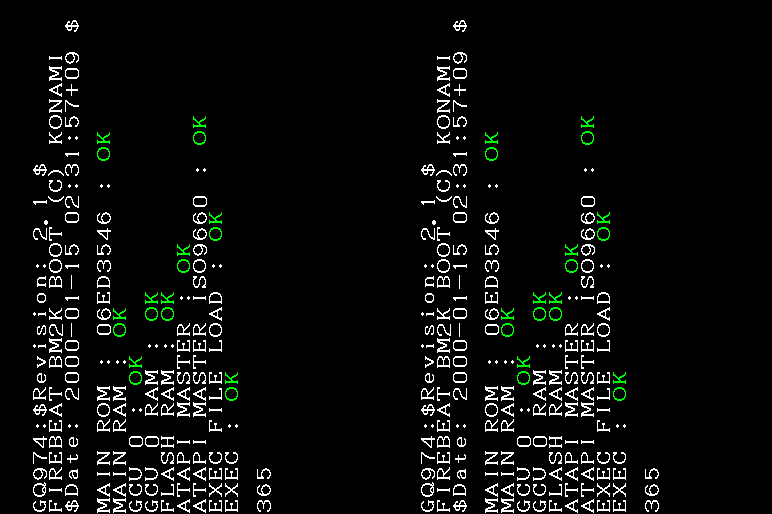 GQ974:$Revision: 2. 1 $
FIREBEAT BM2K BOOT (C)  KONAMI
$Date: 2000-01-15 02:31:57+09 $
MAIN ROM : 06ED3546 : OK
MAIN RAM : OK
GCU 0 : OK
GCU 0 RAM : OK
FLASH RAM : OK
ATAPI MASTER : OK
ATAPI MASTER ISO9660 : OK
EXEC FILE LOAD : OK
EXEC : OK
365
GQ974:$Revision: 2. 1 $
FIREBEAT BM2K BOOT (C)  KONAMI
$Date: 2000-01-15 02:31:57+09 $
MAIN ROM : 06ED3546 : OK
MAIN RAM : OK
GCU 0 : OK
GCU 0 RAM : OK
FLASH RAM : OK
ATAPI MASTER : OK
ATAPI MASTER ISO9660 : OK
EXEC FILE LOAD : OK
EXEC : OK
365